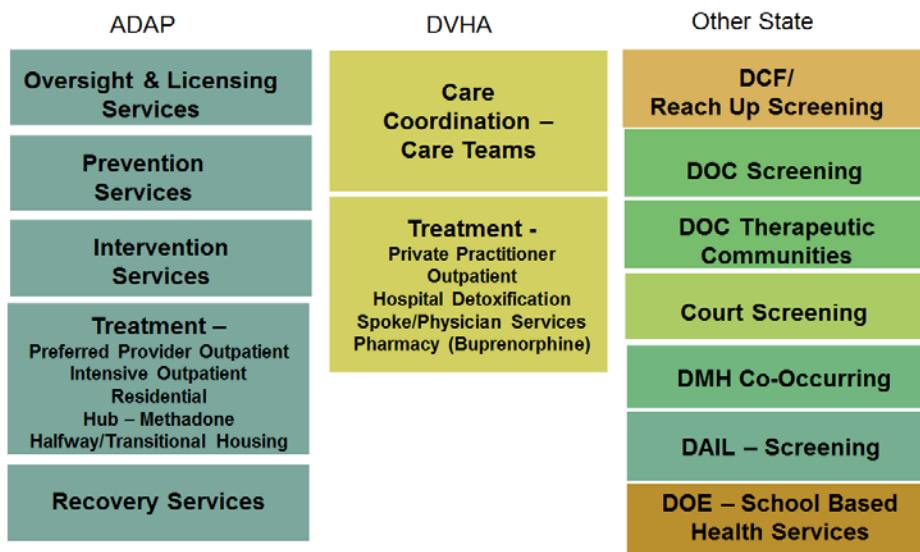 ADAP
Oversight & Licensing
Services
Prevention
Services
Intervention
Services
Treatment –
Preferred Provider Outpatient
Intensive Outpatient
Residential
Hub – Methadone
Halfway/Transitional Housing
Recovery Services
DVHA
Care
Coordination –
Care Teams
Treatment -
Private Practitioner
Outpatient
Hospital Detoxification
Spoke/Physician Services
Pharmacy (Buprenorphine)
Other State
DCF/
Reach Up Screening
DOC Screening
DOC Therapeutic
Communities
Court Screening
DMH Co-Occurring
DAIL – Screening
DOE – School Based
Health Services